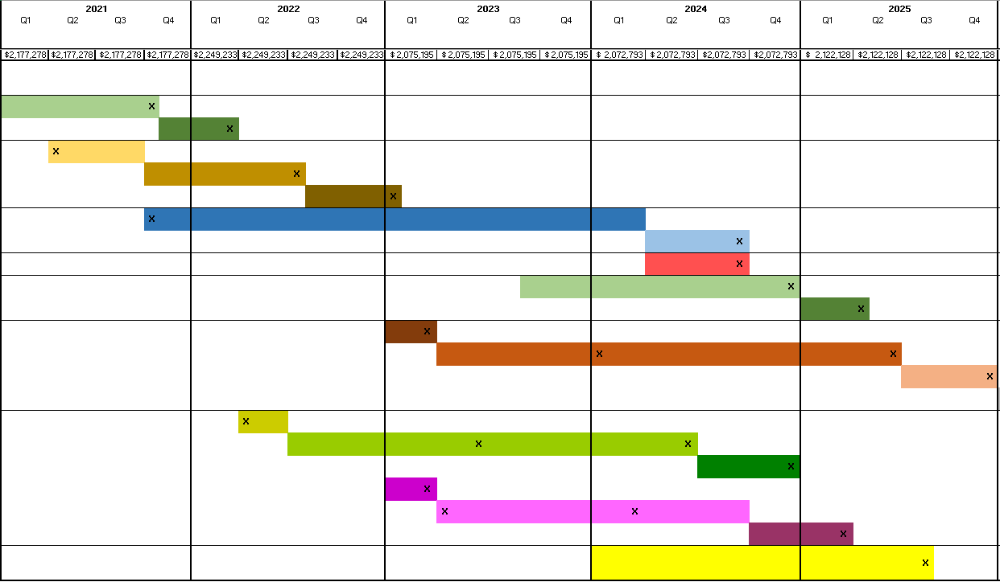 2021 2022 2023 2024 2025
Q1 Q2 Q3 Q4 Q1 Q2 Q3 Q4 Q1 Q2 Q3 Q4 Q1 Q2 Q3 Q4 Q1 Q2 Q3 Q4
$2,177,278 $2,177,278 $2,177,278 $2,177,278 $2,249,233 $2,249,233 $2,249,233 $2,249,233 $ 2,075,195 $ 2,075,195 $ 2,075,195 $ 2,075,195 $ 2,072,793 $ 2,072,793 $ 2,072,793 $2,072,793 $ 2,122,128 $ 2,122,128 $ 2,122,128 $ 2,122,128
X
X
X
X
X
X
X
X
X
X
X
X X
X
X
X X
X
X
X X
X
X